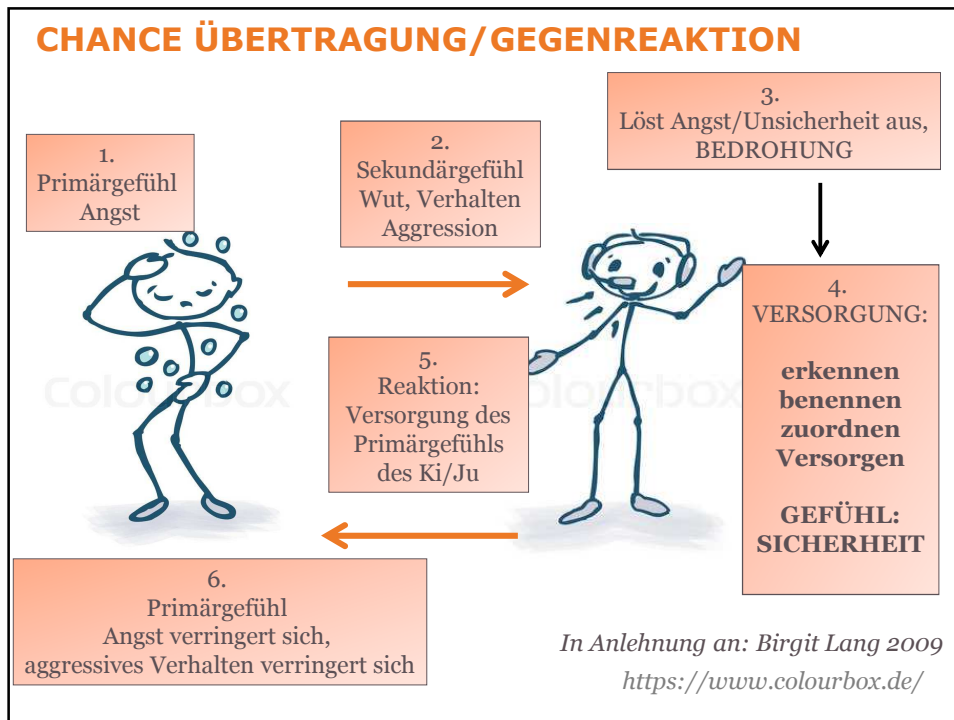 CHANCE ÜBERTRAGUNG/GEGENREAKTION
1.
Primärgefühl
Angst
2.
Sekundärgefühl
Wut, Verhalten
Aggression
3.
Löst Angst/Unsicherheit aus,
BEDROHUNG
4.
VERSORGUNG:
erkennen
benennen
zuordnen
Versorgen
GEFÜHL:
SICHERHEIT
5.
Reaktion:
Versorgung des
Primärgefühls
des Ki/Ju
6.
Primärgefühl
Angst verringert sich,
aggressives Verhalten verringert sich
In Anlehnung an: Birgit Lang 2009
https://www.colourbox.de/
colourbox